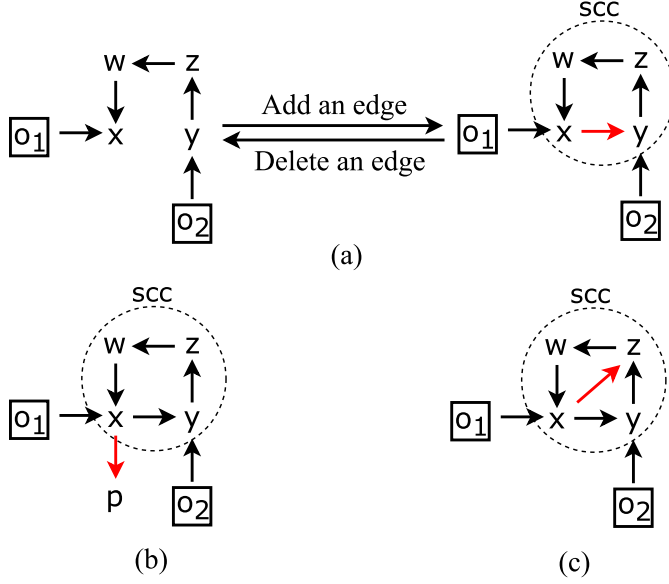 scc
w z
w z
Add an edge
o1 x y
o1 x y
Delete an edge
o2
o2
(a)
scc
scc
w z
w z
o1 x y
o1 x y
p o2
o2
(b)
(c)